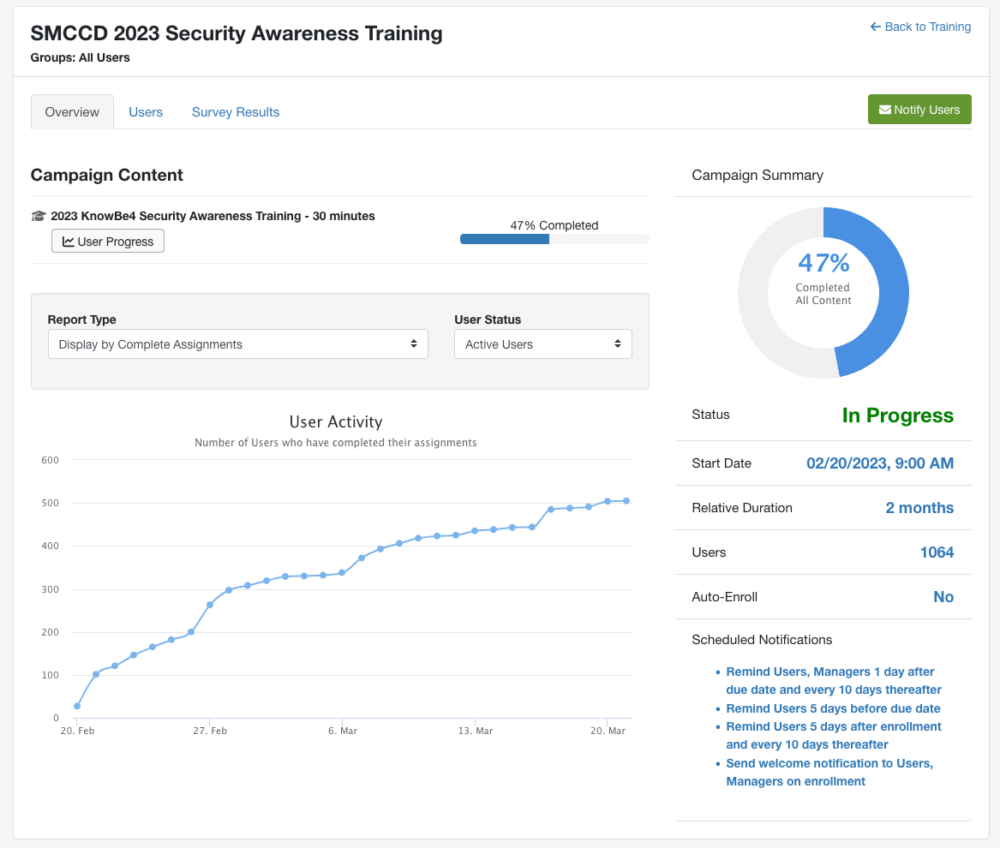 SMCCD 2023 Security Awareness Training
Back to Training
Groups: All Users
Overview
Users
Survey Results
Notify Users
Campaign Content
2023 KnowBe4 Security Awareness Training - 30 minutes
User Progress
47% Completed
Report Type
Display by Complete Assignments
User Status
Active Users
User Activity
Number of Users who have completed their assignments
600
500
400
300
200
100
0
20. Feb
27. Feb
6. Mar
13. Mar
20. Mar
Campaign Summary
47%
Completed
All Content
Status
In Progress
Start Date
02/20/2023, 9:00 AM
Relative Duration
2 months
Users
1064
Auto-Enroll
No
Scheduled Notifications
• Remind Users, Managers 1 day after
due date and every 10 days thereafter
• Remind Users 5 days before due date
• Remind Users 5 days after enrollment
and every 10 days thereafter
• Send welcome notification to Users,
Managers on enrollment